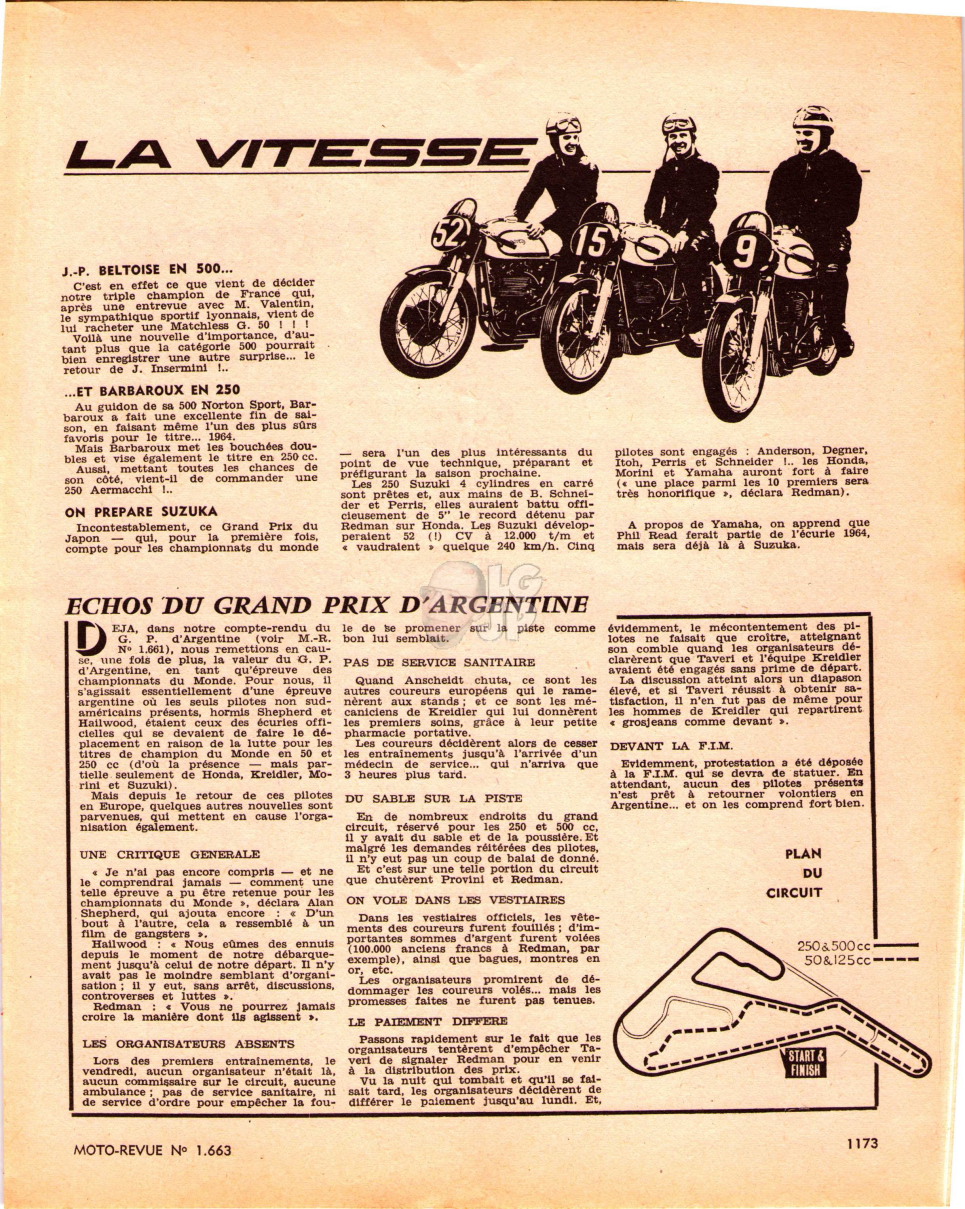 LA VITESSE
52
15
9
J.-P. BELTOISE EN 500...
C'est en effet ce que vient de décider
notre triple champion de France qui,
après une entrevue avec M. Valentin,
le sympathique sportif lyonnais, vient de
lui racheter une Matchless G. 50 ! ! !
Voilà une nouvelle d'importance, d'au-
tant plus que la catégorie 500 pourrait
bien enregistrer une autre surprise... le
retour de J. Insermini !..
...ET BARBAROUX EN 250
Au guidon de sa 500 Norton Sport, Bar-
baroux a fait une excellente fin de sai-
son, en faisant même l'un des plus sûrs
favoris pour le titre... 1964.
Mais Barbaroux met les bouchées dou-
bles et vise également le titre en 250 cc.
Aussi, mettant toutes les chances de
son côté, vient-il de commander une
250 Aermacchi !..
ON PREPARE SUZUKA
Incontestablement, ce Grand Prix du
Japon — qui, pour la première fois,
compte pour les championnats du monde
— sera l'un des plus intéressants du
point de vue technique, préparant et
préfigurant la saison prochaine.
Les 250 Suzuki 4 cylindres en carré
sont prêtes et, aux mains de B. Schnei-
der et Perris, elles auraient battu offi-
cieusement de 5" le record détenu par
Redman sur Honda. Les Suzuki dévelop-
peraient 52 (!) CV à 12.000 t/m et
« vaudraient » quelque 240 km/h. Cinq
pilotes sont engagés : Anderson, Degner,
Itoh, Perris et Schneider !.. les Honda,
Morini et Yamaha auront fort à faire
(« une place parmi les 10 premiers sera
très honorifique », déclara Redman).
A propos de Yamaha, on apprend que
Phil Read ferait partie de l'écurie 1964,
mais sera déjà là à Suzuka.
LG UP
ECHOS DU GRAND PRIX D'ARGENTINE
DEJA, dans notre compte-rendu du
G. P. d'Argentine (voir M.-R.
N° 1.661), nous remettions en cau-
se, une fois de plus, la valeur du G. P.
d'Argentine, en tant qu'épreuve des
championnats du Monde. Pour nous, il
s'agissait essentiellement d'une épreuve
argentine où les seuls pilotes non sud-
américains présents, hormis Shepherd et
Hailwood, étaient ceux des écuries offi-
cielles qui se devaient de faire le dé-
placement en raison de la lutte pour les
titres de champion du Monde en 50 et
250 cc (d'où la présence — mais par-
tielle seulement de Honda, Kreidler, Mo-
rini et Suzuki).
Mais depuis le retour de ces pilotes
en Europe, quelques autres nouvelles sont
parvenues, qui mettent en cause l'orga-
nisation également.
UNE CRITIQUE GENERALE
« Je n'ai pas encore compris — et ne
le comprendrai jamais — comment une
telle épreuve a pu être retenue pour les
championnats du Monde », déclara Alan
Shepherd, qui ajouta encore : « D'un
bout à l'autre, cela a ressemblé à un
film de gangsters ».
Hailwood : « Nous eûmes des ennuis
depuis le moment de notre débarque-
ment jusqu'à celui de notre départ. Il n'y
avait pas le moindre semblant d'organi-
sation ; il y eut, sans arrêt, discussions,
controverses et luttes ».
Redman : « Vous ne pourrez jamais
croire la manière dont ils agissent ».
LES ORGANISATEURS ABSENTS
Lors des premiers entraînements, le
vendredi, aucun organisateur n'était là,
aucun commissaire sur le circuit, aucune
ambulance ; pas de service sanitaire, ni
de service d'ordre pour empêcher la fou-
le de se promener sur la piste comme
bon lui semblait.
PAS DE SERVICE SANITAIRE
Quand Anscheidt chuta, ce sont les
autres coureurs européens qui le rame-
nèrent aux stands ; et ce sont les mé-
caniciens de Kreidler qui lui donnèrent
les premiers soins, grâce à leur petite
pharmacie portative.
Les coureurs décidèrent alors de cesser
les entraînements jusqu'à l'arrivée d'un
médecin de service... qui n'arriva que
3 heures plus tard.
DU SABLE SUR LA PISTE
En de nombreux endroits du grand
circuit, réservé pour les 250 et 500 cc,
il y avait du sable et de la poussière. Et
malgré les demandes réitérées des pilotes,
il n'y eut pas un coup de balai de donné.
Et c'est sur une telle portion du circuit
que chutèrent Provini et Redman.
ON VOLE DANS LES VESTIAIRES
Dans les vestiaires officiels, les vête-
ments des coureurs furent fouillés ; d'im-
portantes sommes d'argent furent volées
(100.000 anciens francs à Redman, par
exemple), ainsi que bagues, montres en
or, etc.
Les organisateurs promirent de dé-
dommager les coureurs volés... mais les
promesses faites ne furent pas tenues.
LE PAIEMENT DIFFERE
Passons rapidement sur le fait que les
organisateurs tentèrent d'empêcher Ta-
veri de signaler Redman pour en venir
à la distribution des prix.
Vu la nuit qui tombait et qu'il se fai-
sait tard, les organisateurs décidèrent de
différer le paiement jusqu'au lundi. Et,
évidemment, le mécontentement des pi-
lotes ne faisait que croître, atteignant
son comble quand les organisateurs dé-
clarèrent que Taveri et l'équipe Kreidler
avaient été engagés sans prime de départ.
La discussion atteint alors un diapason
élevé, et si Taveri réussit à obtenir sa-
tisfaction, il n'en fut pas de même pour
les hommes de Kreidler qui repartirent
« grosjeans comme devant ».
DEVANT LA F.I.M.
Evidemment, protestation a été déposée
à la F.I.M. qui se devra de statuer. En
attendant, aucun des pilotes présents
n'est prêt à retourner volontiers en
Argentine... et on les comprend fort bien.
PLAN
DU
CIRCUIT
250&500cc
50&125cc
START &
FINISH
MOTO-REVUE N° 1.663
1173